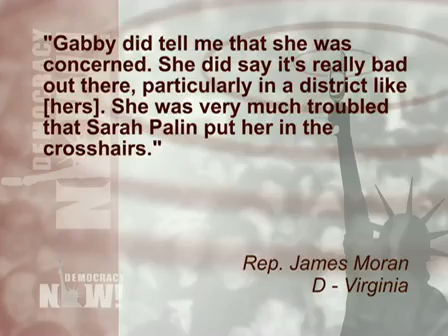 "Gabby did tell me that she was
concerned. She did say it's really bad
out there, particularly in a district like
[hers]. She was very much troubled
that Sarah Palin put her in the
crosshairs."
Rep. James Moran
D - Virginia
DEMOCRACY
NOW!
DEMOCRACY
NOW!